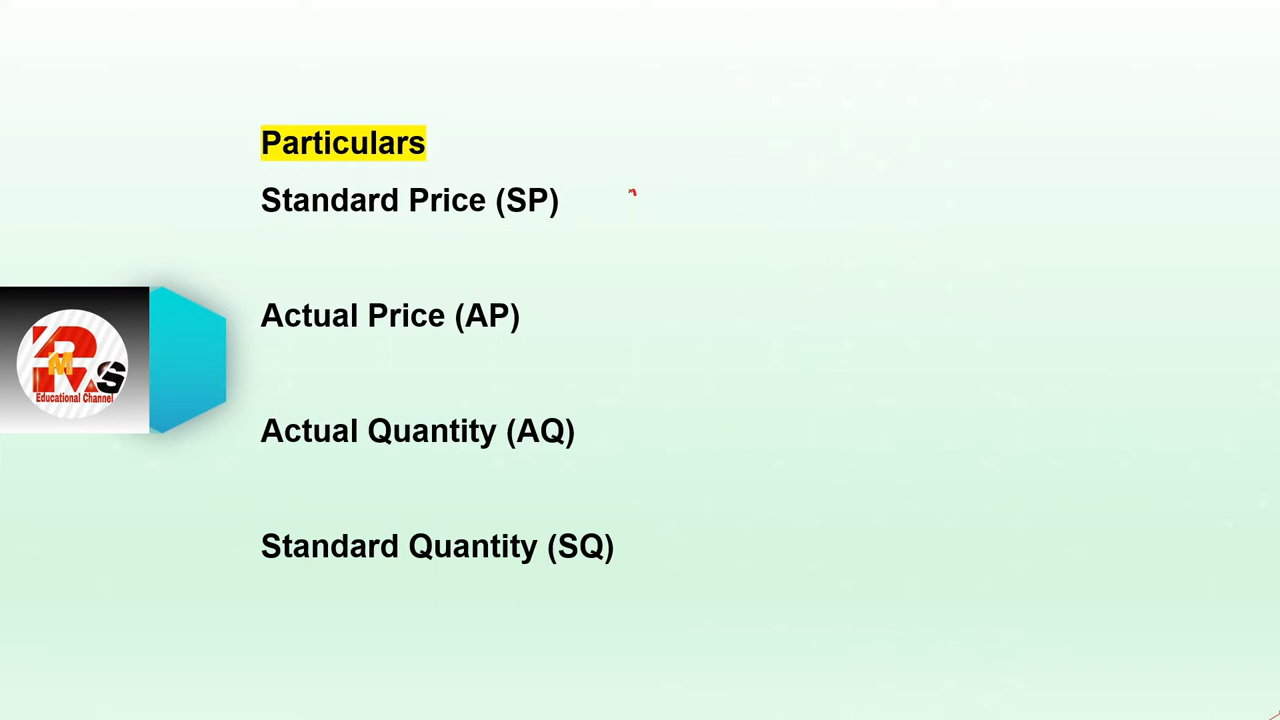 Particulars
Standard Price (SP)
Actual Price (AP)
M
S
Educational Channel
Actual Quantity (AQ)
Standard Quantity (SQ)